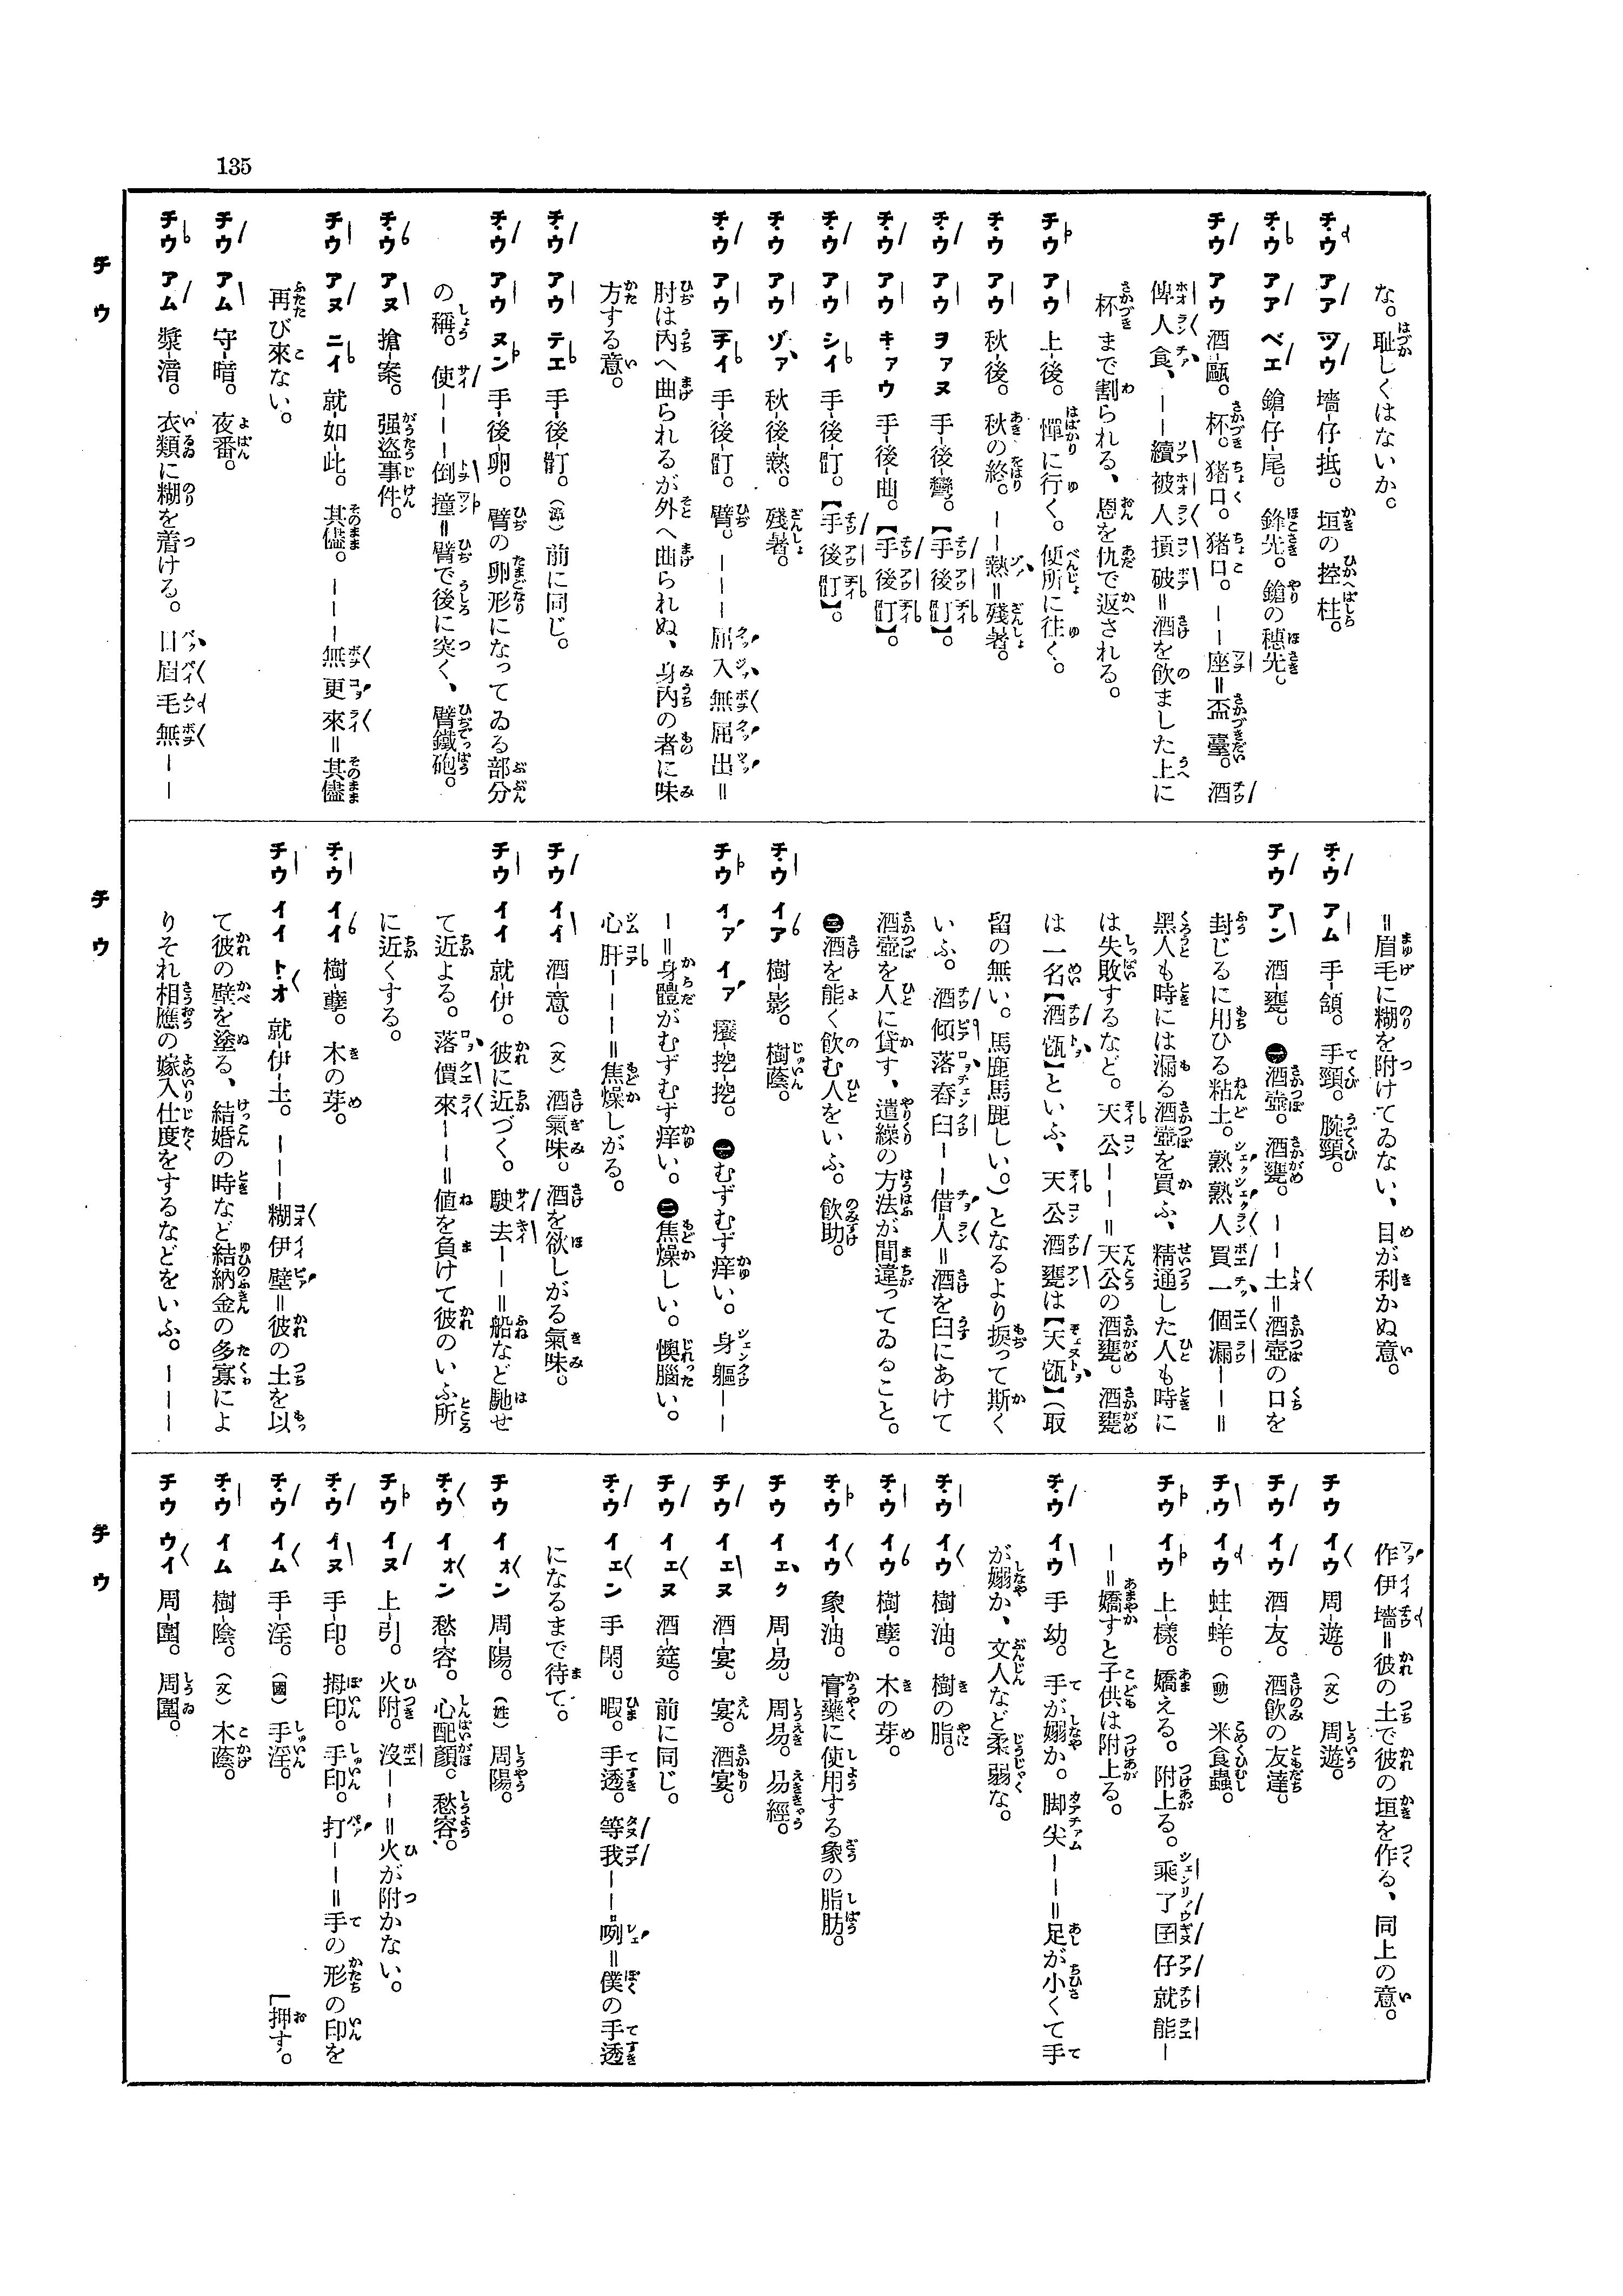 135
な。恥しくはないか。
チウ アア ツウ 墻-仔-抵。垣の控柱。
チウ アア ベエ 鎗-仔-尾。鋒先。鎗の穗先。
チウ アウ 酒-甌。杯。猪口。猪口。――座=盃臺。酒
俾人食、――續被人摃破=酒を飲ました上に
杯まで割られる、恩を仇で返される。
チウ アウ 上-後。憚に行く。便所に往く。
チウ アウ 秋-後。秋の終。――熱=殘暑。
チウ アウ ヲァヌ 手-後-彎。【手後䏲】。
チウ アウ キァウ 手-後-曲。【手後䏲】。
チウ アウ シイ 手-後-䏲。【手後䏲】。
チウ アウ ゾァ 秋-後-熱。殘暑。
チウ アウ チイ 手-後-䏲。臂。―――屈入無屈出=
肘は內へ曲られるが外へ曲られぬ、身內の者に味
方する意。
チウ アウ テエ 手-後-。(泉)前に同じ。
チウ アウ ヌン 手-後-卵。臂の卵形になってゐる部分
の稱。使―――倒撞=臂で後に突く、臂鐵砲。
チウ アヌ 搶-案。强盜事件。
チウ アヌ ニイ 就-如-此。其儘。―――無更來=其儘
再び來ない。
チウ アム 守-暗。夜番。
チウ アム 漿-湇。衣類に糊を着ける。目眉毛無――
=眉毛に糊を附けてゐない、目が利かぬ意。
チウ アム 手-頷。手頸。腕頸。
チウ アン 酒-甕。㊀酒壺。酒甕。――土=酒壺の口を
封じるに用ひる粘土。熟熟人買一個漏――=
黑人も時には漏る酒壺を買ふ、精通した人も時に
は失敗するなど。天公――=天公の酒甕。酒甕
は一名【酒瓳】といふ、天公酒甕は【天瓳】(取
留の無い。馬鹿馬鹿しい。)となるより捩って斯く
いふ。酒傾落舂臼――借人=酒を臼にあけて
酒壺を人に貸す、遣繰の方法が間違ってゐること。
㊂酒を能く飲む人をいふ。飲助。
チウ イア 樹-影。樹蔭。
チウ イァ イァ 癢-挖-挖。㊀むずむず痒い。身軀――
―=身體がむずむず痒い。㊁焦燥しい。懊腦い。
心肝―――=焦燥しがる。
チウ イイ 酒-意。(文)酒氣味。酒を欲しがる氣味。
チウ イイ 就-伊。彼に近づく。駛去――=船など馳せ
て近よる。落價來――=値を負けて彼のいふ所
に近くする。
チウ イイ 樹-㜸。木の芽。
チウ イイ トオ 就-伊-土。―――糊伊壁=彼の土を以
て彼の壁を塗る、結婚の時など結納金の多寡によ
りそれ相應の嫁入仕度をするなどをいふ。―――
作伊墻=彼の土で彼の垣を作る、同上の意。
チウ イウ 周-遊。(文)周遊。
チウ イウ 酒-友。酒飲の友達。
チウ イウ 蛀-蛘。(動)米食蟲。
チウ イウ 上-樣。嬌える。附上る。乘了囝仔就能―
―=嬌すと子供は附上る。
チウ イウ 手-幼。手が嫋か。脚尖――=足が小くて手
が嫋か、文人など柔弱な。
チウ イウ 樹-油。樹の脂。
チウ イウ 樹-㜸。木の芽。
チウ イウ 象-油。膏藥に使用する象の脂肪。
チウ イェク 周-易。周易。易經。
チウ イェヌ 酒-宴。宴。酒宴。
チウ イェヌ 酒-筵。前に同じ。
チウ イェン 手-閑。暇。手透。等我――咧=僕の手透
になるまで待て。
チウ イォン 周-陽。(姓)周陽。
チウ イォン 愁-容。心配顏。愁容。
チウ イヌ 上-引。火附。沒――=火が附かない。
チウ イヌ 手-印。拇印。手印。打――=手の形の印を
「押す。
チウ イム 手-淫。(國)手淫。
チウ イム 樹-陰。(文)木蔭。
チウ ウイ 周-圍。周圍。
チウ
チウ
チウ